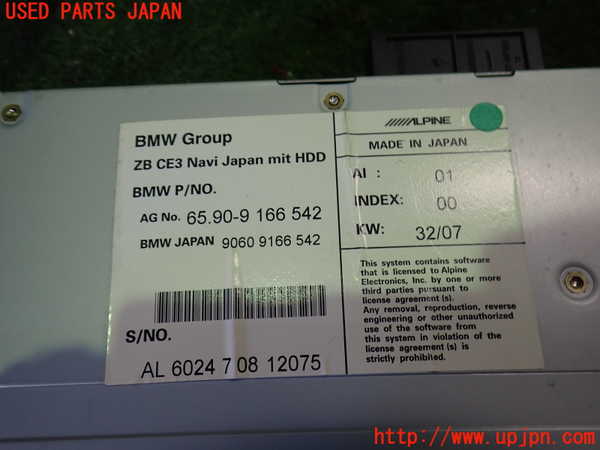 USED PARTS JAPAN
BMW Group
ZB CE3 Navi Japan mit HDD
BMW P/NO.
AG No. 65.90-9 166 542
BMW JAPAN 9060 9166 542
S/NO.
AL 6024 7 08 12075
ALPINE
MADE IN JAPAN
AI : 01
INDEX: 00
KW: 32/07
This system contains software
that is licensed to Alpine
Electronics, Inc. by one or more
third parties pursuant to
license agreement(s).
Any removal, reproduction, reverse
engineering or other unauthorized
use of the software from this
system in violation of the
license agreement(s) is
strictly prohibited.
http://www.upjpn.com/